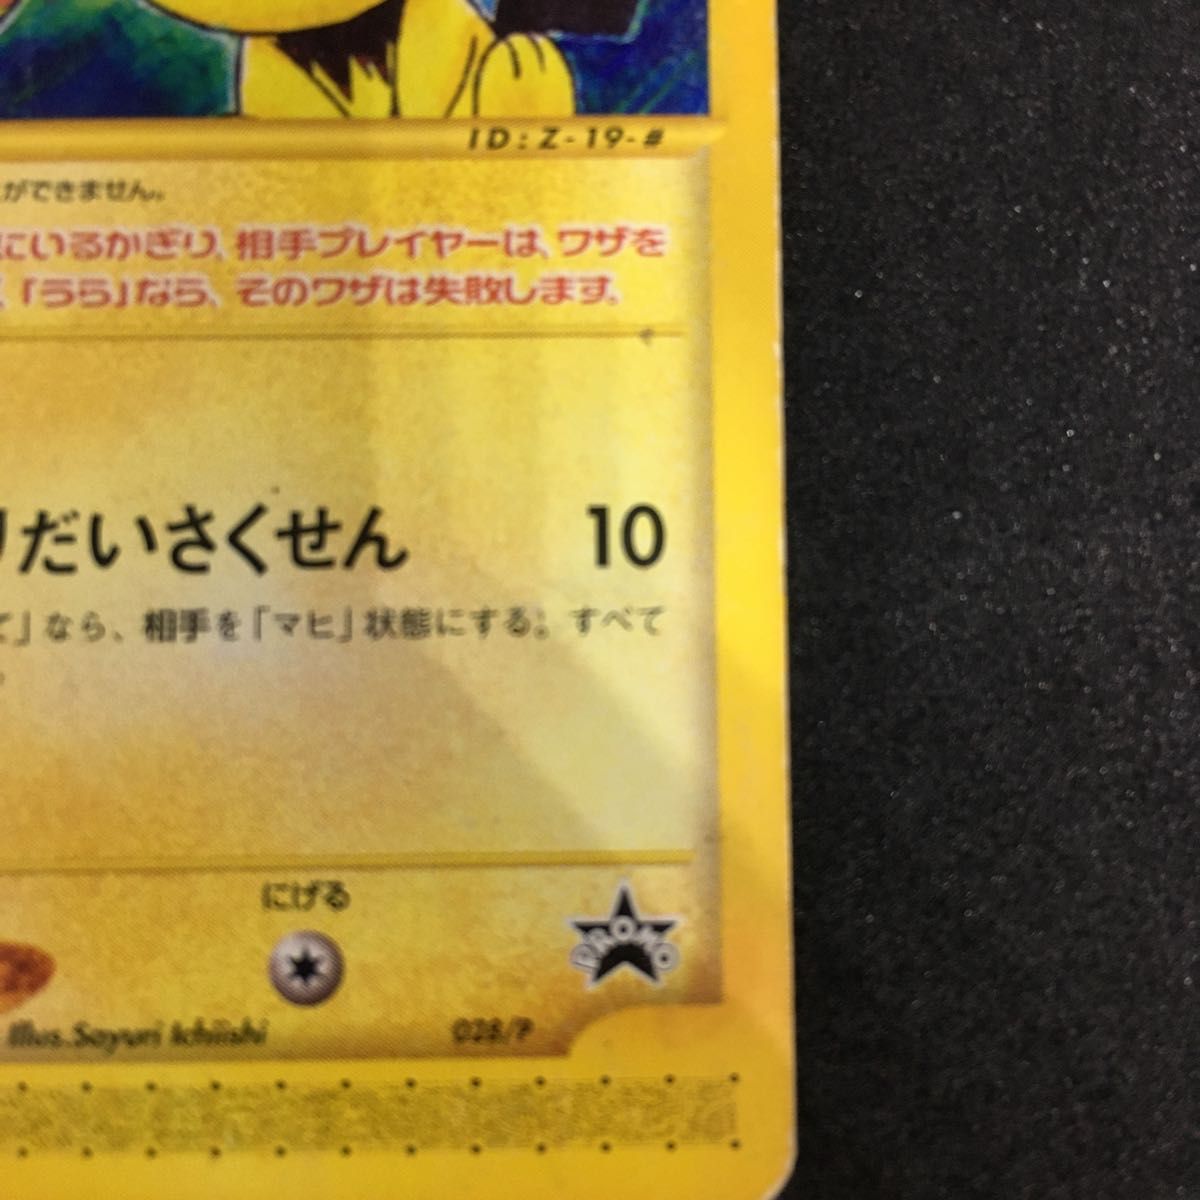 ID:Z-19-#
ができません。
にいるかぎり、相手プレイヤーは、ワザを
「うら」なら、そのワザは失敗します。
リだいさくせん 10
て」なら、相手を「マヒ」状態にする。すべて
にげる
PROMO
Illus.Sayuri Ichiishi 028/P